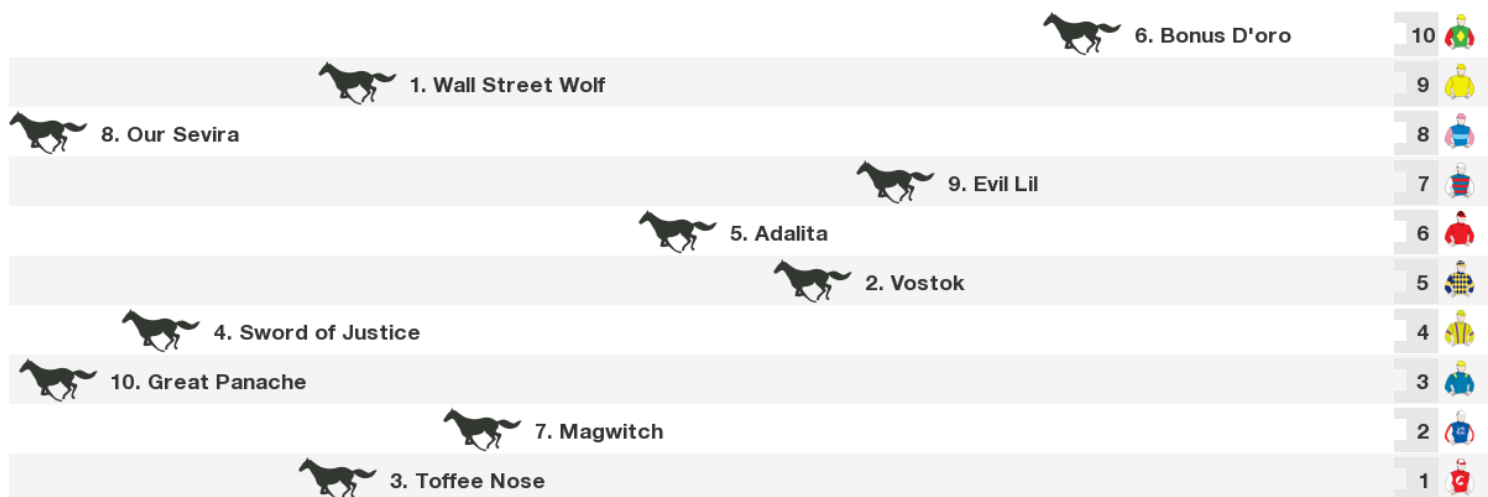 6. Bonus D'oro 10
1. Wall Street Wolf 9
8. Our Sevira 8
9. Evil Lil 7
5. Adalita 6
2. Vostok 5
4. Sword of Justice 4
10. Great Panache 3
7. Magwitch 2
3. Toffee Nose 1